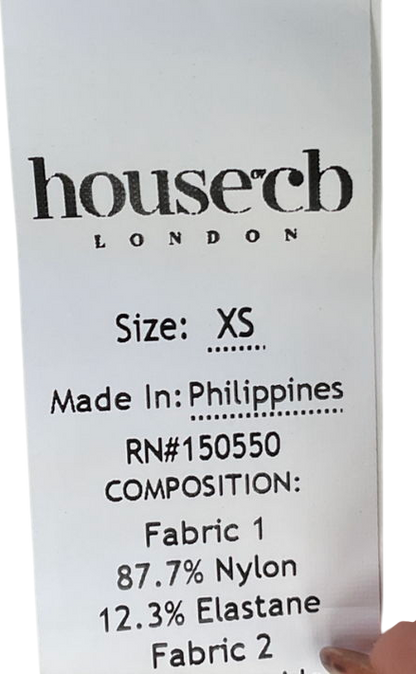 house of cb
LONDON
Size: XS
Made In: Philippines
RN#150550
COMPOSITION:
Fabric 1
87.7% Nylon
12.3% Elastane
Fabric 2